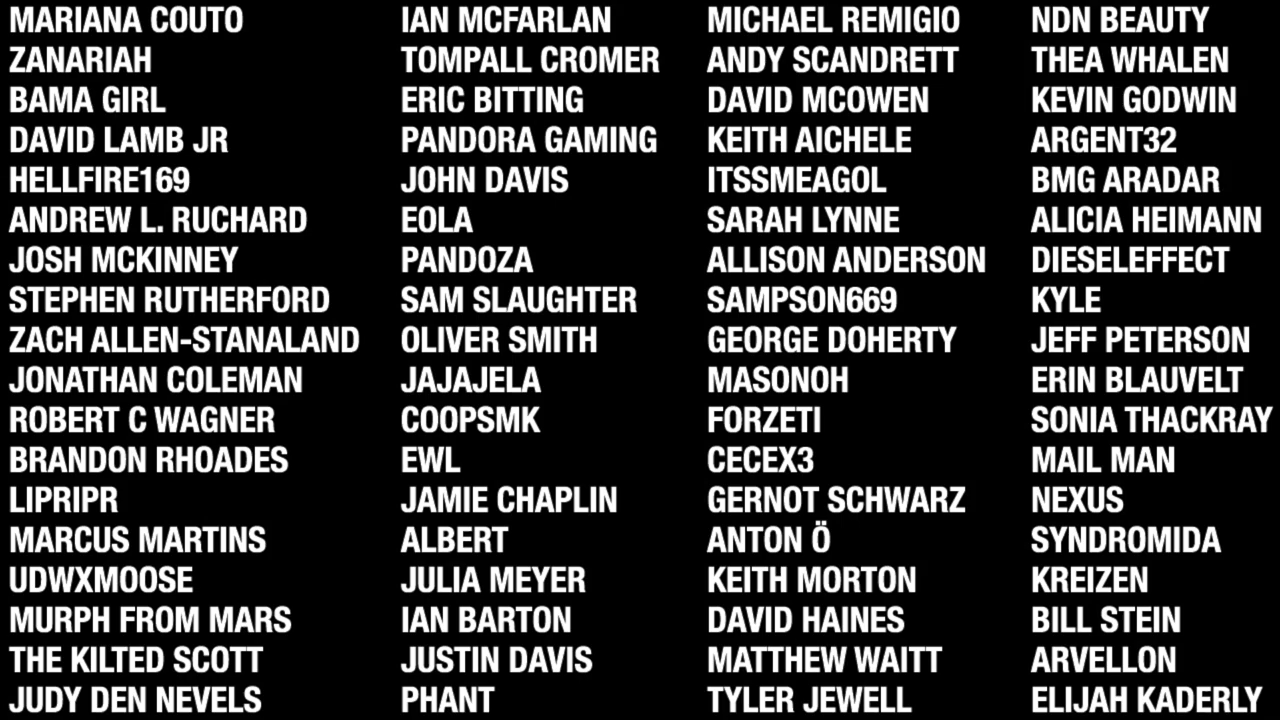 MARIANA COUTO
ZANARIAH
BAMA GIRL
DAVID LAMB JR
HELLFIRE169
ANDREW L. RUCHARD
JOSH MCKINNEY
STEPHEN RUTHERFORD
ZACH ALLEN-STANALAND
JONATHAN COLEMAN
ROBERT C WAGNER
BRANDON RHOADES
LIPRIPR
MARCUS MARTINS
UDWXMOOSE
MURPH FROM MARS
THE KILTED SCOTT
JUDY DEN NEVELS
IAN MCFARLAN
TOMPALL CROMER
ERIC BITTING
PANDORA GAMING
JOHN DAVIS
EOLA
PANDOZA
SAM SLAUGHTER
OLIVER SMITH
JAJAJELA
COOPSMK
EWL
JAMIE CHAPLIN
ALBERT
JULIA MEYER
IAN BARTON
JUSTIN DAVIS
PHANT
MICHAEL REMIGIO
ANDY SCANDRETT
DAVID MCOWEN
KEITH AICHELE
ITSSMEAGOL
SARAH LYNNE
ALLISON ANDERSON
SAMPSON669
GEORGE DOHERTY
MASONOH
FORZETI
CECEX3
GERNOT SCHWARZ
ANTON Ö
KEITH MORTON
DAVID HAINES
MATTHEW WAITT
TYLER JEWELL
NDN BEAUTY
THEA WHALEN
KEVIN GODWIN
ARGENT32
BMG ARADAR
ALICIA HEIMANN
DIESELEFFECT
KYLE
JEFF PETERSON
ERIN BLAUVELT
SONIA THACKRAY
MAIL MAN
NEXUS
SYNDROMIDA
KREIZEN
BILL STEIN
ARVELLON
ELIJAH KADERLY